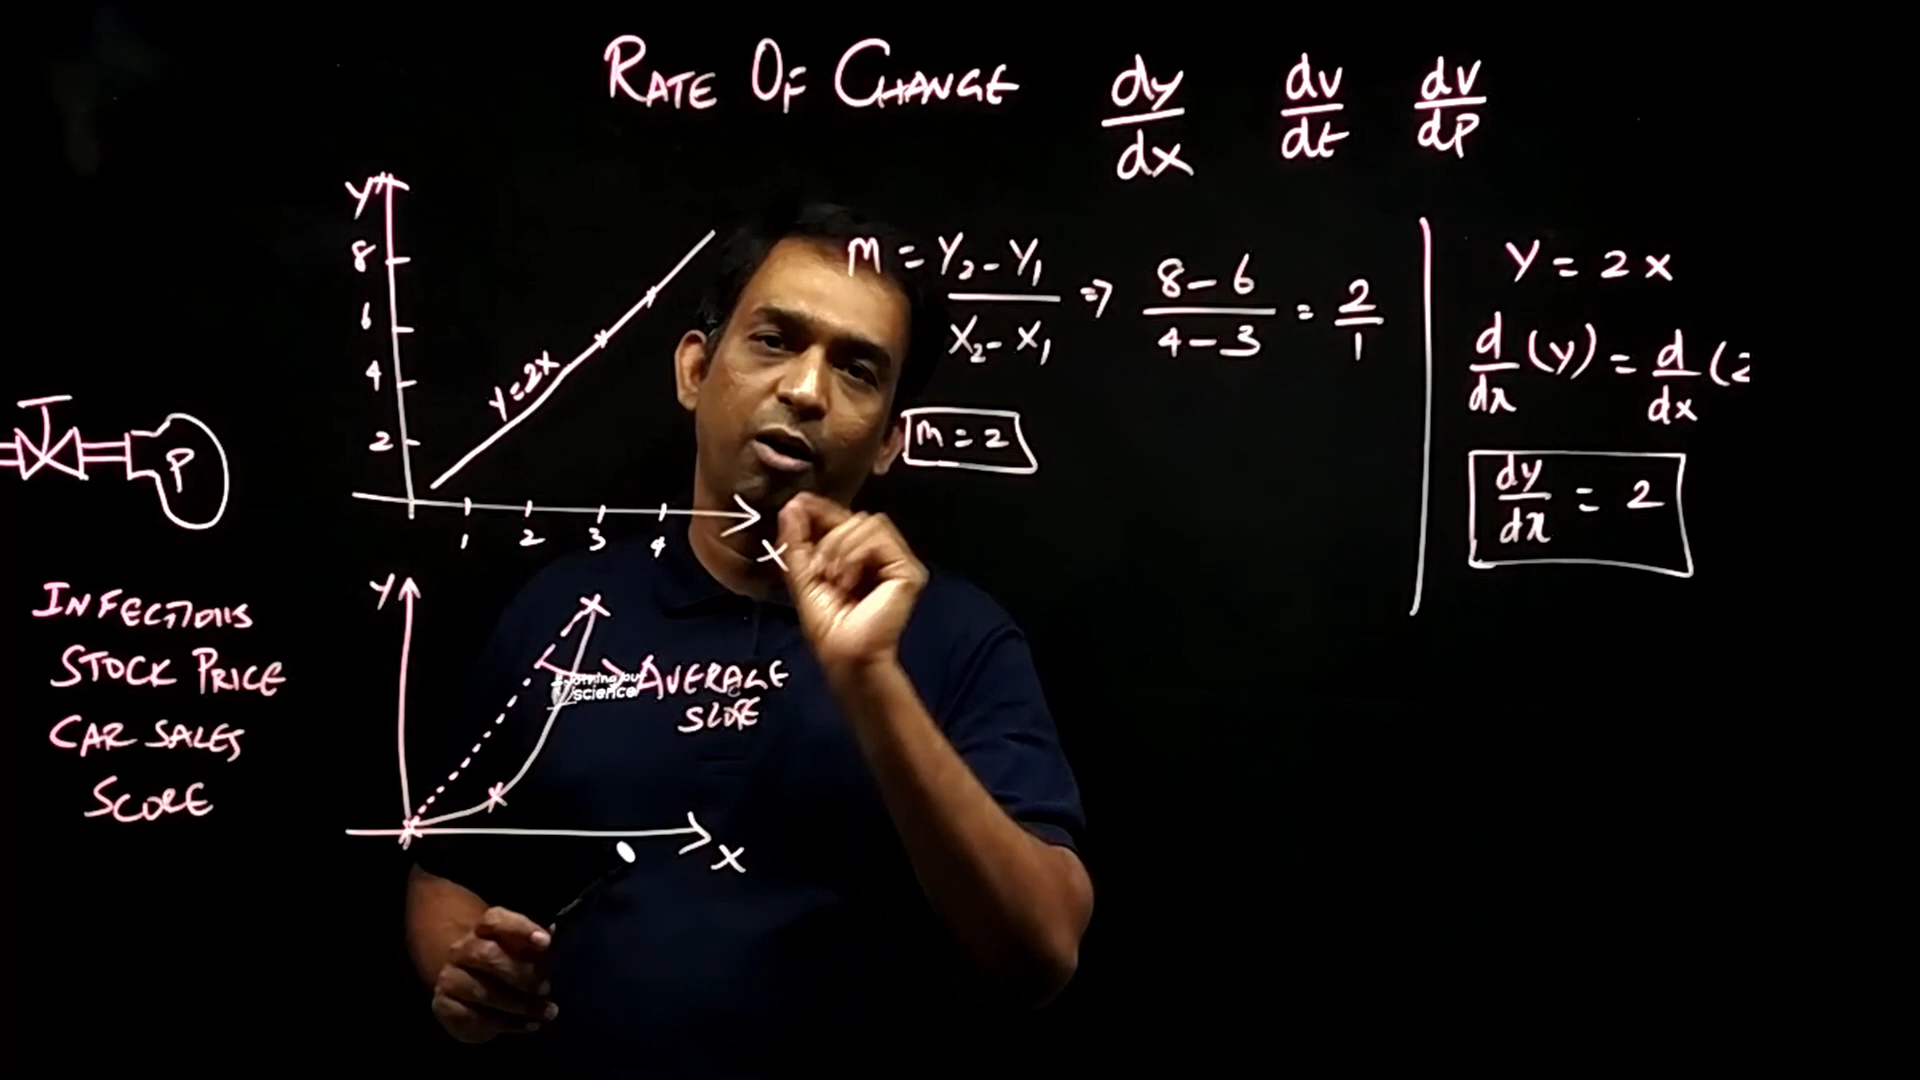 RATE OF CHANGE dy/dx dv/dt dv/dP
Y
8
6
4
2
1 2 3 4
X
y=2x
M = Y₂-Y₁/X₂-X₁ => 8-6/4-3 = 2/1
m=2
Y = 2x
d/dx (y) = d/dx (2
dy/dx = 2
P
INFECTIONS
STOCK PRICE
CAR SALES
SCORE
Y
AVERAGE
SLOPE
science
X